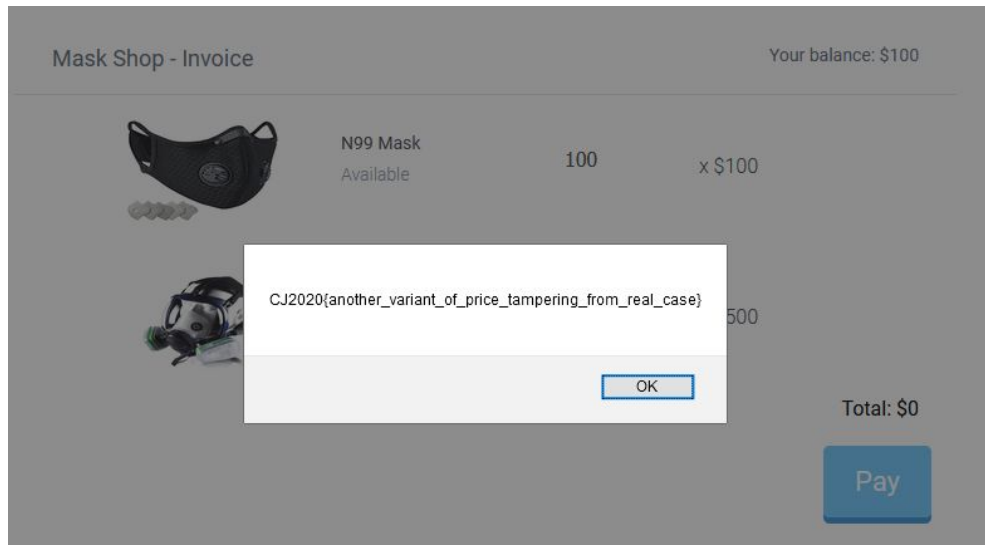 Mask Shop - Invoice
Your balance: $100
N99 Mask
100
x $100
Available
CJ2020{another_variant_of_price_tampering_from_real_case}
500
OK
Total: $0
Pay